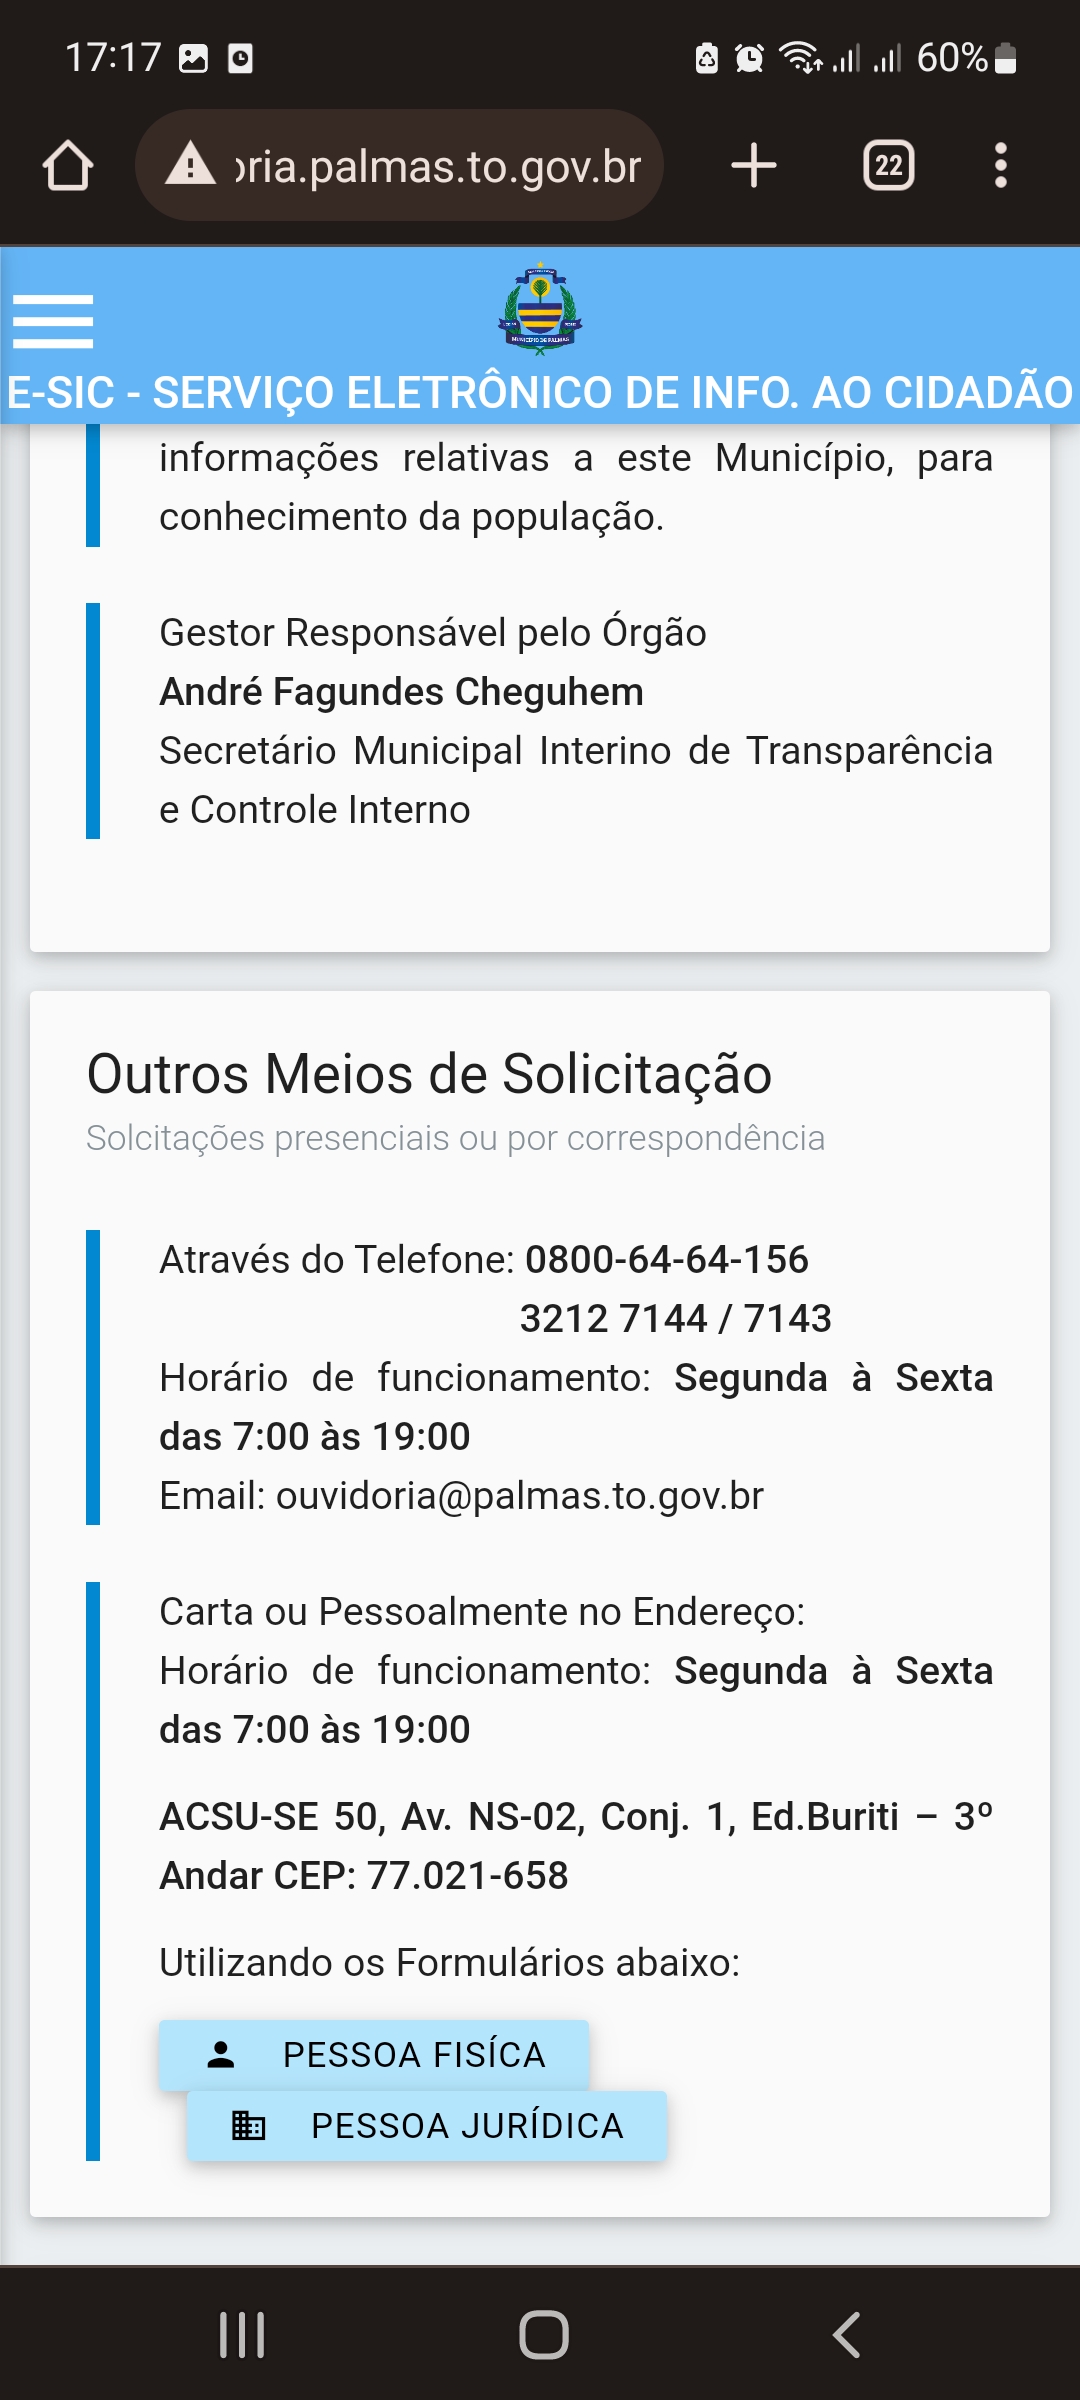 17:17
60%
oria.palmas.to.gov.br
22
MUNICÍPIO DE PALMAS
E-SIC - SERVIÇO ELETRÔNICO DE INFO. AO CIDADÃO
informações relativas a este Município, para
conhecimento da população.
Gestor Responsável pelo Órgão
André Fagundes Cheguhem
Secretário Municipal Interino de Transparência
e Controle Interno
Outros Meios de Solicitação
Solcitações presenciais ou por correspondência
Através do Telefone: 0800-64-64-156
3212 7144 / 7143
Horário de funcionamento: Segunda à Sexta
das 7:00 às 19:00
Email: ouvidoria@palmas.to.gov.br
Carta ou Pessoalmente no Endereço:
Horário de funcionamento: Segunda à Sexta
das 7:00 às 19:00
ACSU-SE 50, Av. NS-02, Conj. 1, Ed.Buriti – 3º
Andar CEP: 77.021-658
Utilizando os Formulários abaixo:
PESSOA FISÍCA
PESSOA JURÍDICA